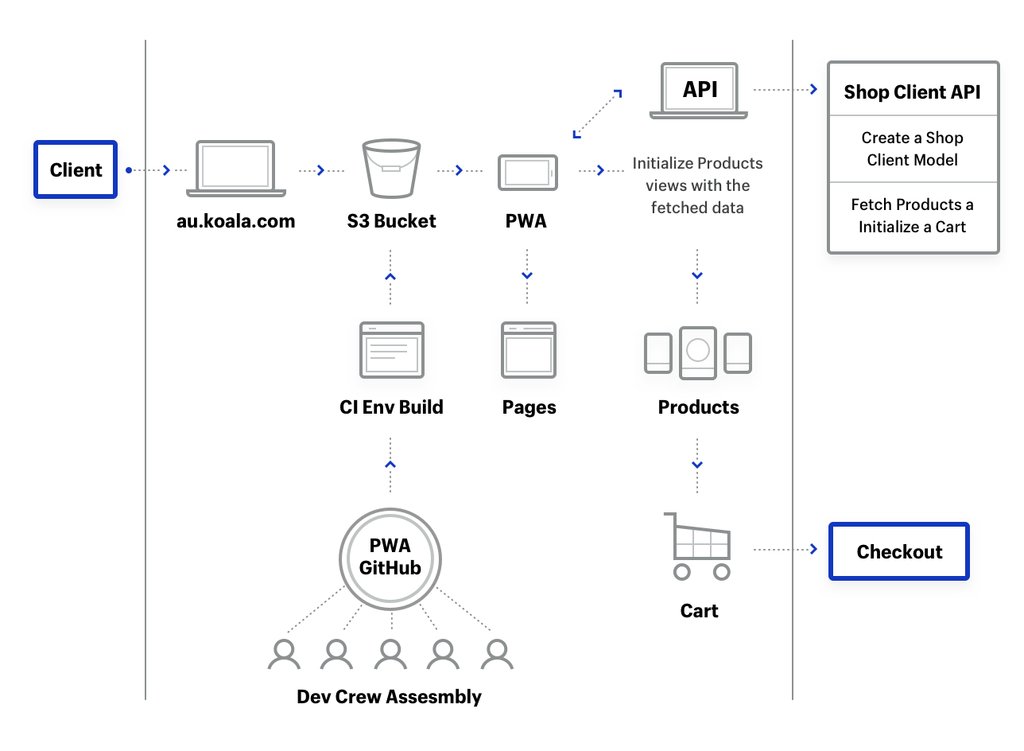 API
Shop Client API
Create a Shop
Client Model
Client
Initialize Products
views with the
fetched data
Fetch Products a
Initialize a Cart
au.koala.com
S3 Bucket
PWA
CI Env Build
Pages
Products
PWA
GitHub
Checkout
Cart
Dev Crew Assesmbly